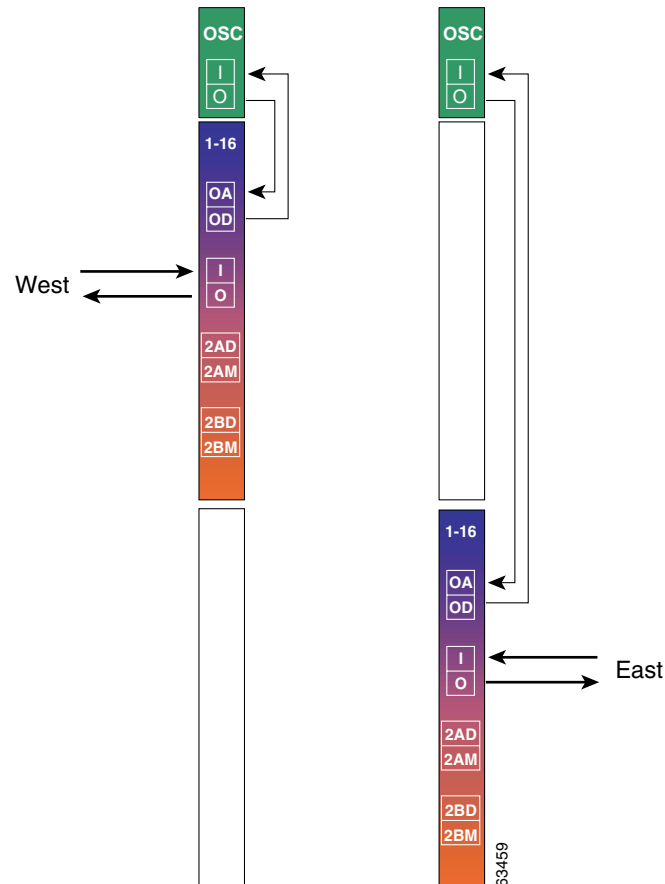 OSC
I
O
1-16
OA
OD
I
O
2AD
2AM
2BD
2BM
West
OSC
I
O
1-16
OA
OD
I
O
2AD
2AM
2BD
2BM
East
63459